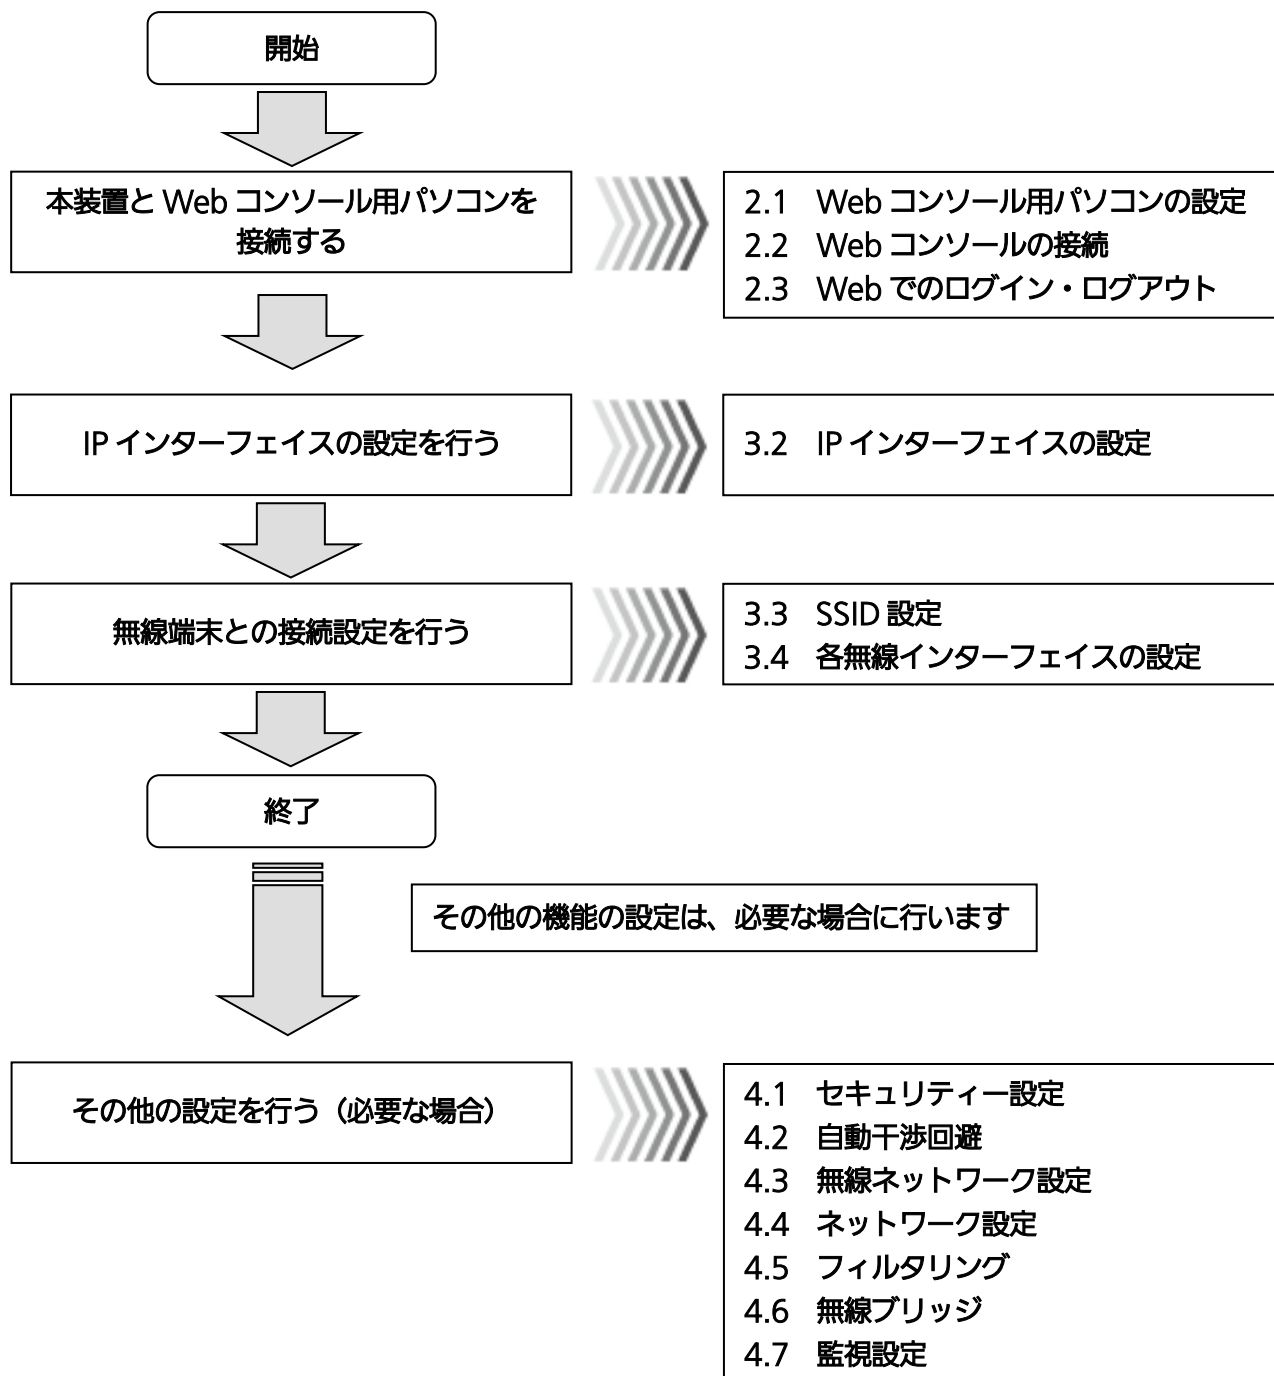 開始
本装置と Web コンソール用パソコンを
接続する
2.1 Web コンソール用パソコンの設定
2.2 Web コンソールの接続
2.3 Web でのログイン・ログアウト
IP インターフェイスの設定を行う
3.2 IP インターフェイスの設定
無線端末との接続設定を行う
3.3 SSID 設定
3.4 各無線インターフェイスの設定
終了
その他の機能の設定は、必要な場合に行います
その他の設定を行う（必要な場合）
4.1 セキュリティー設定
4.2 自動干渉回避
4.3 無線ネットワーク設定
4.4 ネットワーク設定
4.5 フィルタリング
4.6 無線ブリッジ
4.7 監視設定